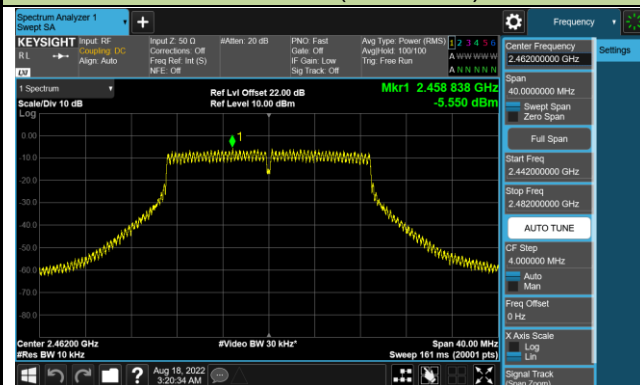 Spectrum Analyzer 1
Swept SA
Frequency
KEYSIGHT
RL
Input: RF
Coupling: DC
Align: Auto
Input Z: 50 Ω
Corrections: Off
Freq Ref: Int (S)
NFE: Off
#Atten: 20 dB
PNO: Fast
Gate: Off
IF Gain: Low
Sig Track: Off
Avg Type: Power (RMS)
Avg|Hold: 100/100
Trig: Free Run
1 2 3 4 5 6
A W W W W W
A N N N N N
LXI
1 Spectrum
Scale/Div 10 dB
Log
Ref Lvl Offset 22.00 dB
Ref Level 10.00 dBm
Mkr1 2.458 838 GHz
-5.550 dBm
1
0.00
-10.0
-20.0
-30.0
-40.0
-50.0
-60.0
-70.0
-80.0
Center 2.46200 GHz
#Res BW 10 kHz
#Video BW 30 kHz*
Span 40.00 MHz
Sweep 161 ms (20001 pts)
Center Frequency
2.462000000 GHz
Settings
Span
40.0000000 MHz
Swept Span
Zero Span
Full Span
Start Freq
2.442000000 GHz
Stop Freq
2.482000000 GHz
AUTO TUNE
CF Step
4.000000 MHz
Auto
Man
Freq Offset
0 Hz
X Axis Scale
Log
Lin
Signal Track
(Span Zoom)
Aug 18, 2022
3:20:34 AM